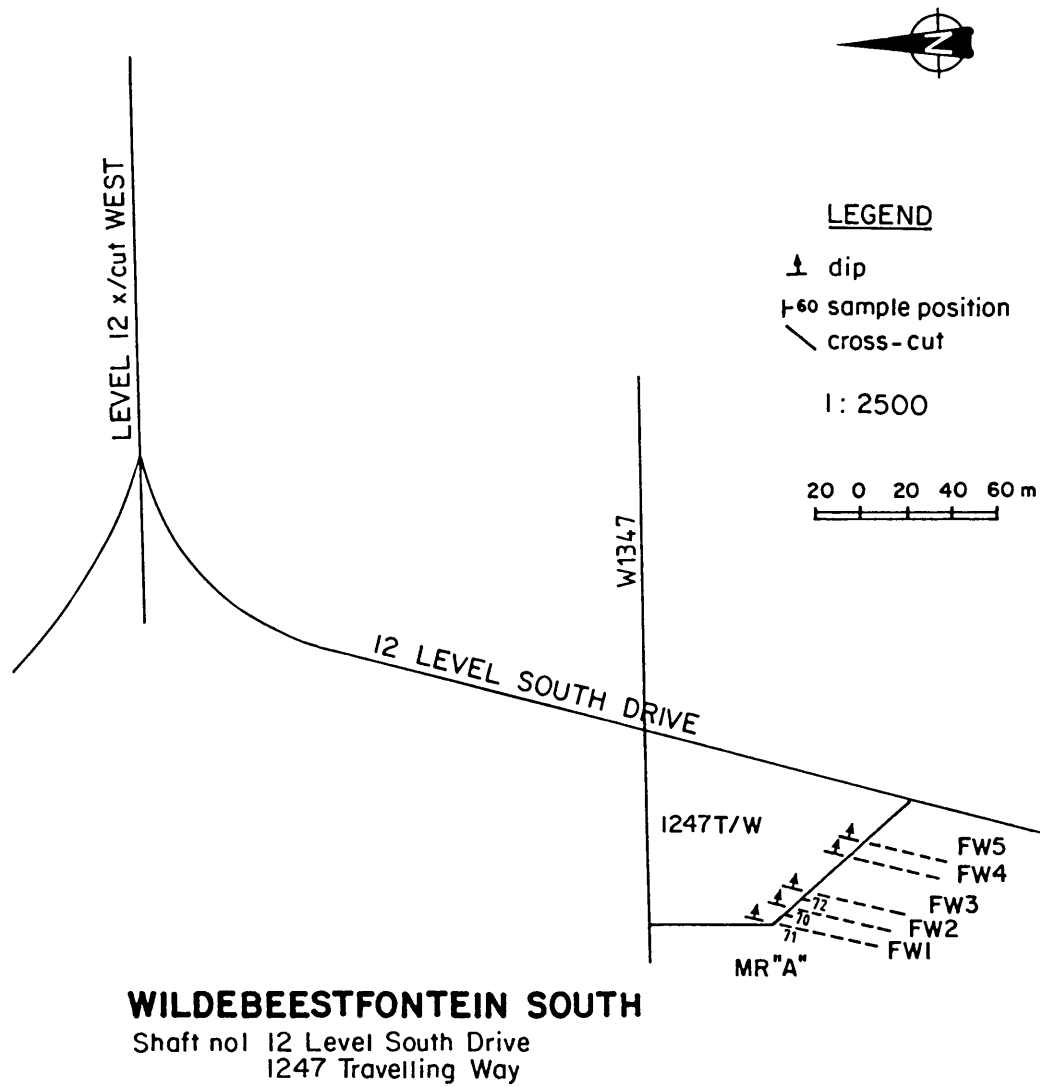 N
LEVEL 12 x/cut WEST
LEGEND
dip
60 sample position
cross-cut
1: 2500
20 0 20 40 60 m
W1347
12 LEVEL SOUTH DRIVE
1247 T/W
FW5
FW4
FW3
FW2
FW1
72
70
71
MR "A"
WILDEBEESTFONTEIN SOUTH
Shaft no1 12 Level South Drive
1247 Travelling Way